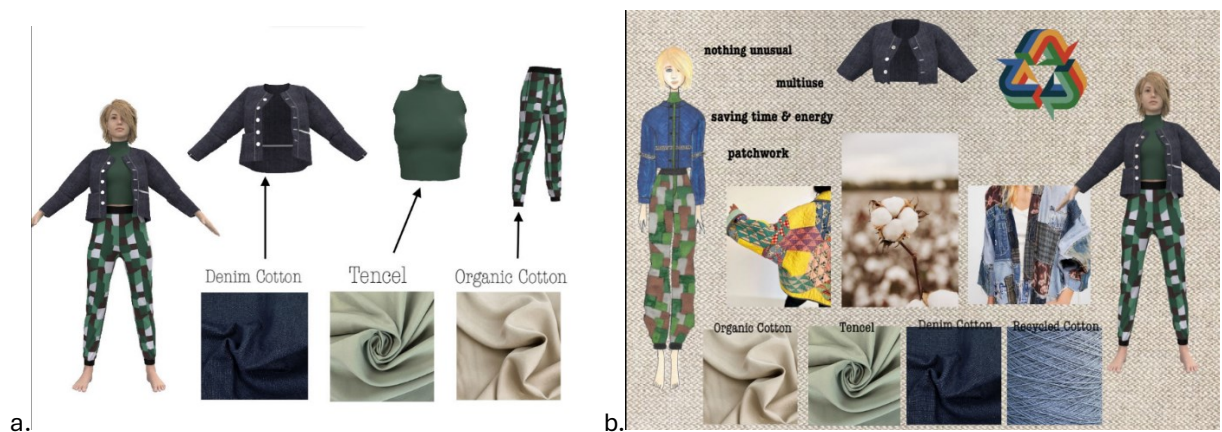 a.
Denim Cotton
Tencel
Organic Cotton
b.
nothing unusual
multiuse
saving time & energy
patchwork
Organic Cotton
Tencel
Denim Cotton
Recycled Cotton